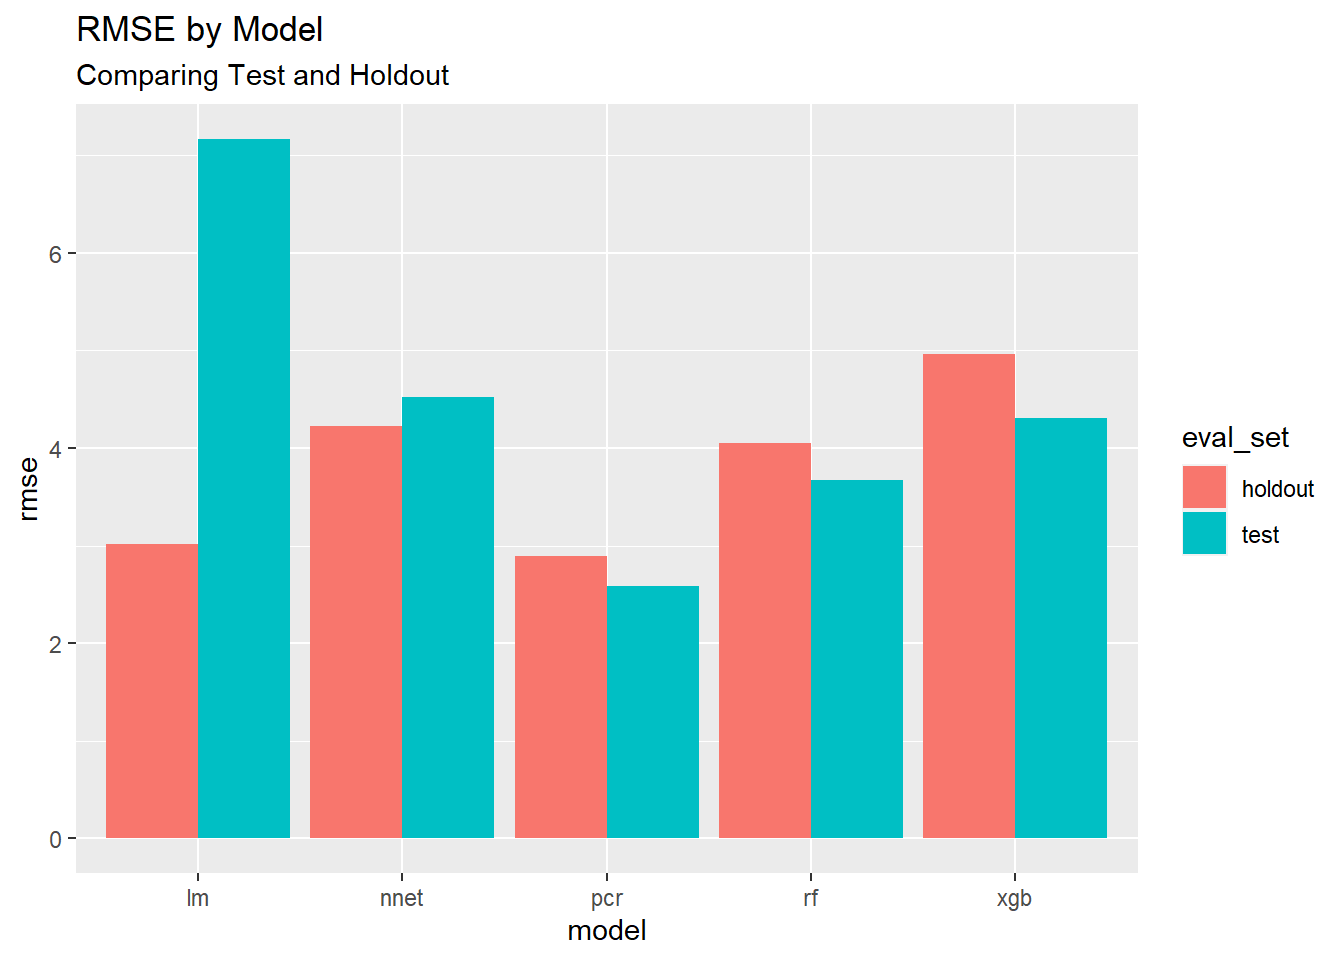 RMSE by Model
Comparing Test and Holdout
rmse
6
4
2
0
lm nnet pcr rf xgb
model
eval_set
holdout
test